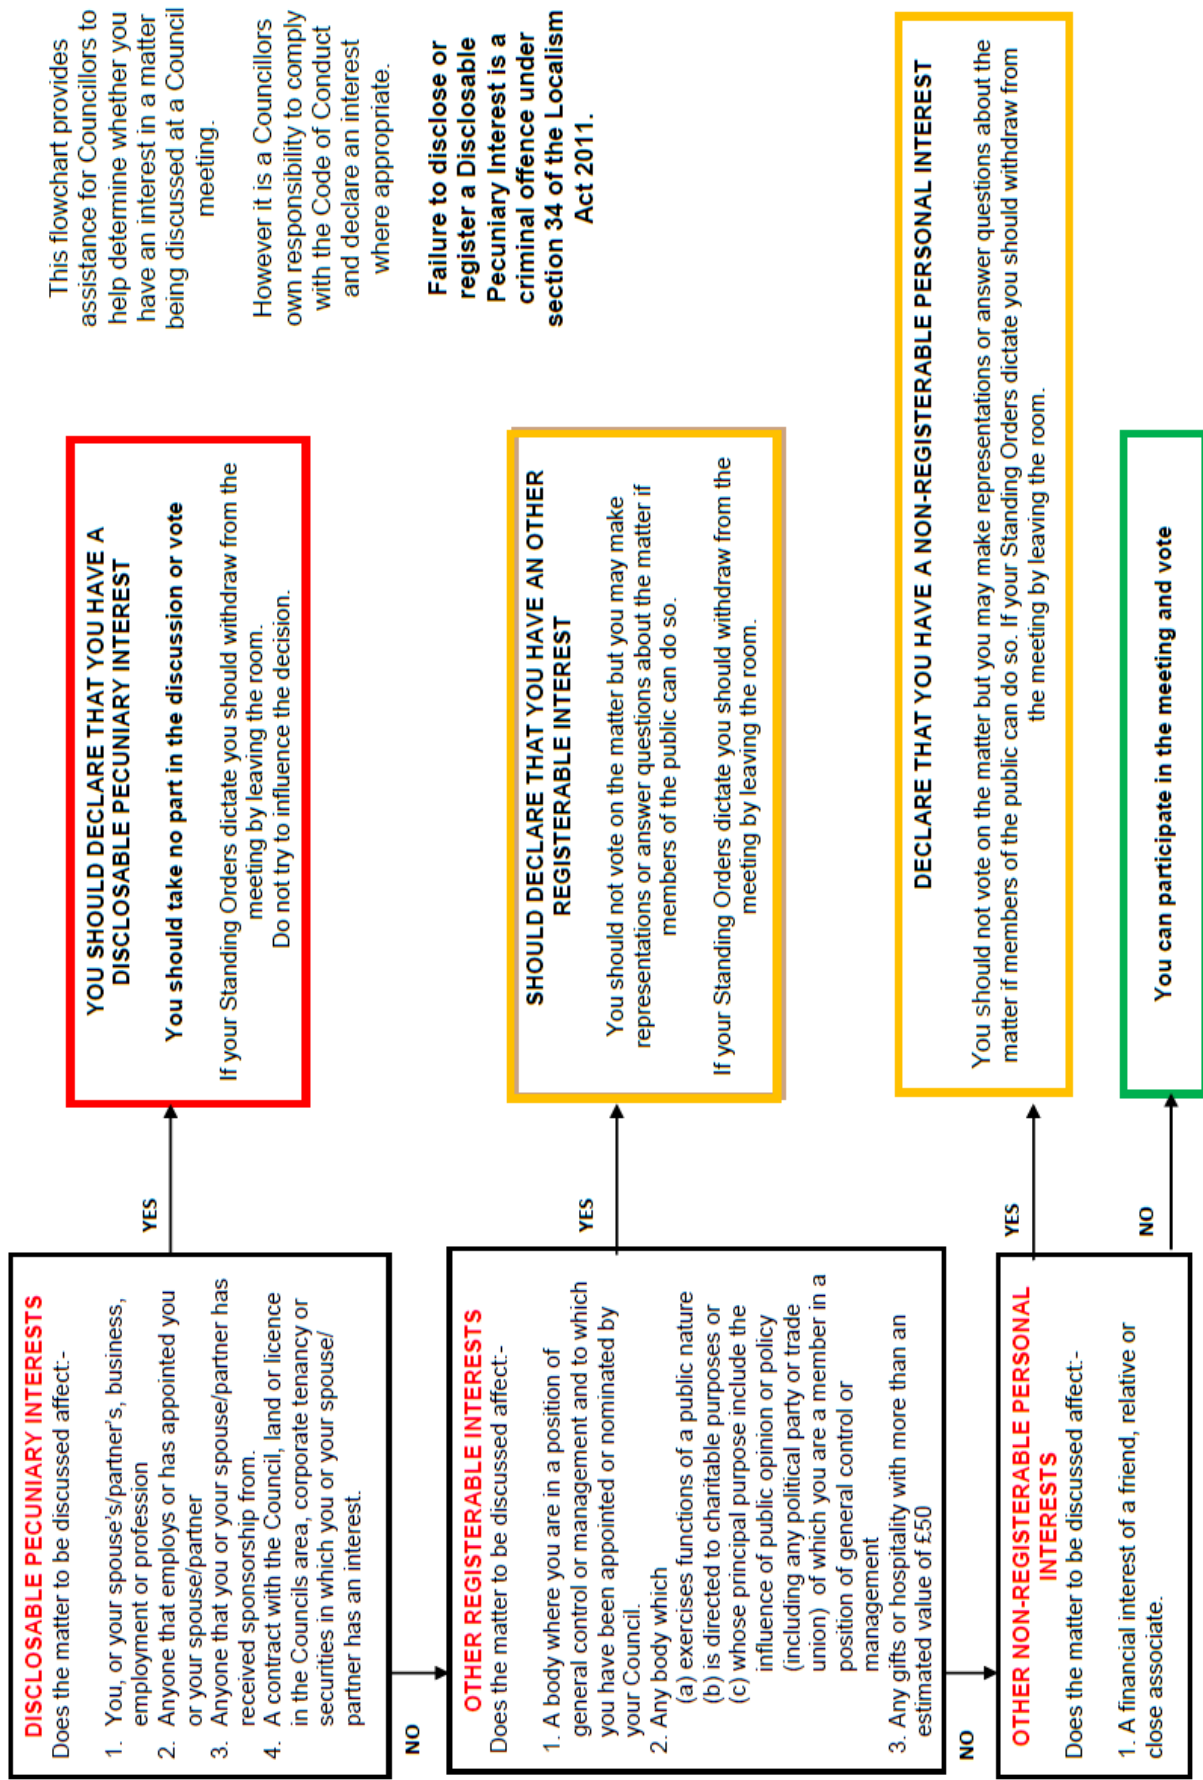 DISCLOSABLE PECUNIARY INTERESTS
Does the matter to be discussed affect:-
1. You, or your spouse's/partner's, business,
employment or profession
2. Anyone that employs or has appointed you
or your spouse/partner
3. Anyone that you or your spouse/partner has
received sponsorship from.
4. A contract with the Council, land or licence
in the Councils area, corporate tenancy or
securities in which you or your spouse/
partner has an interest.
YES
YOU SHOULD DECLARE THAT YOU HAVE A
DISCLOSABLE PECUNIARY INTEREST
You should take no part in the discussion or vote
If your Standing Orders dictate you should withdraw from the
meeting by leaving the room.
Do not try to influence the decision.
This flowchart provides
assistance for Councillors to
help determine whether you
have an interest in a matter
being discussed at a Council
meeting.
However it is a Councillors
own responsibility to comply
with the Code of Conduct
and declare an interest
where appropriate.
Failure to disclose or
register a Disclosable
Pecuniary Interest is a
criminal offence under
section 34 of the Localism
Act 2011.
NO
OTHER REGISTERABLE INTERESTS
Does the matter to be discussed affect:-
1. A body where you are in a position of
general control or management and to which
you have been appointed or nominated by
your Council.
2. Any body which
(a) exercises functions of a public nature
(b) is directed to charitable purposes or
(c) whose principal purpose include the
influence of public opinion or policy
(including any political party or trade
union) of which you are a member in a
position of general control or
management
3. Any gifts or hospitality with more than an
estimated value of £50
YES
SHOULD DECLARE THAT YOU HAVE AN OTHER
REGISTERABLE INTEREST
You should not vote on the matter but you may make
representations or answer questions about the matter if
members of the public can do so.
If your Standing Orders dictate you should withdraw from the
meeting by leaving the room.
NO
OTHER NON-REGISTERABLE PERSONAL
INTERESTS
Does the matter to be discussed affect:-
1. A financial interest of a friend, relative or
close associate.
YES
DECLARE THAT YOU HAVE A NON-REGISTERABLE PERSONAL INTEREST
You should not vote on the matter but you may make representations or answer questions about the
matter if members of the public can do so. If your Standing Orders dictate you should withdraw from
the meeting by leaving the room.
NO
You can participate in the meeting and vote